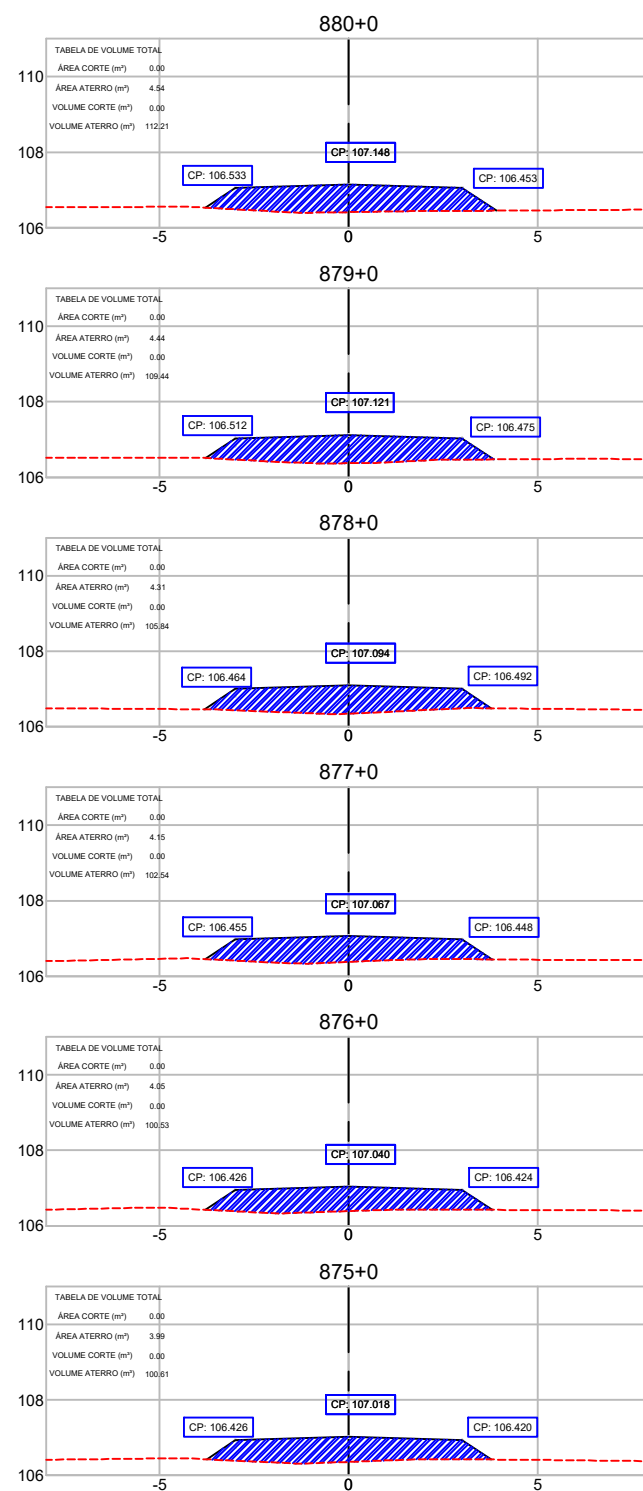 880+0
TABELA DE VOLUME TOTAL
ÁREA CORTE (m²) 0.00
ÁREA ATERRO (m²) 4.54
VOLUME CORTE (m³) 0.00
VOLUME ATERRO (m³) 112.21
110
108
106
CP: 106.533
CP: 107.148
CP: 106.453
-5 0 5
879+0
TABELA DE VOLUME TOTAL
ÁREA CORTE (m²) 0.00
ÁREA ATERRO (m²) 4.44
VOLUME CORTE (m³) 0.00
VOLUME ATERRO (m³) 109.44
110
108
106
CP: 106.512
CP: 107.121
CP: 106.475
-5 0 5
878+0
TABELA DE VOLUME TOTAL
ÁREA CORTE (m²) 0.00
ÁREA ATERRO (m²) 4.31
VOLUME CORTE (m³) 0.00
VOLUME ATERRO (m³) 105.84
110
108
106
CP: 106.464
CP: 107.094
CP: 106.492
-5 0 5
877+0
TABELA DE VOLUME TOTAL
ÁREA CORTE (m²) 0.00
ÁREA ATERRO (m²) 4.15
VOLUME CORTE (m³) 0.00
VOLUME ATERRO (m³) 102.54
110
108
106
CP: 106.455
CP: 107.067
CP: 106.448
-5 0 5
876+0
TABELA DE VOLUME TOTAL
ÁREA CORTE (m²) 0.00
ÁREA ATERRO (m²) 4.05
VOLUME CORTE (m³) 0.00
VOLUME ATERRO (m³) 100.53
110
108
106
CP: 106.426
CP: 107.040
CP: 106.424
-5 0 5
875+0
TABELA DE VOLUME TOTAL
ÁREA CORTE (m²) 0.00
ÁREA ATERRO (m²) 3.99
VOLUME CORTE (m³) 0.00
VOLUME ATERRO (m³) 100.61
110
108
106
CP: 106.426
CP: 107.018
CP: 106.420
-5 0 5